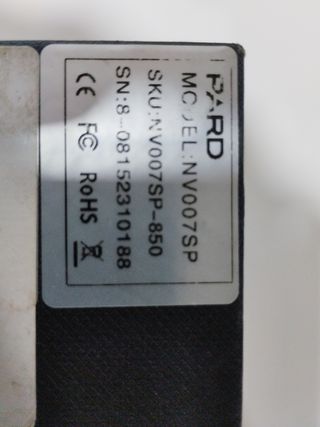 PARD
MODEL:NV007SP
SKU:NV007SP-850
SN:8-08152310188
CE FC RoHS